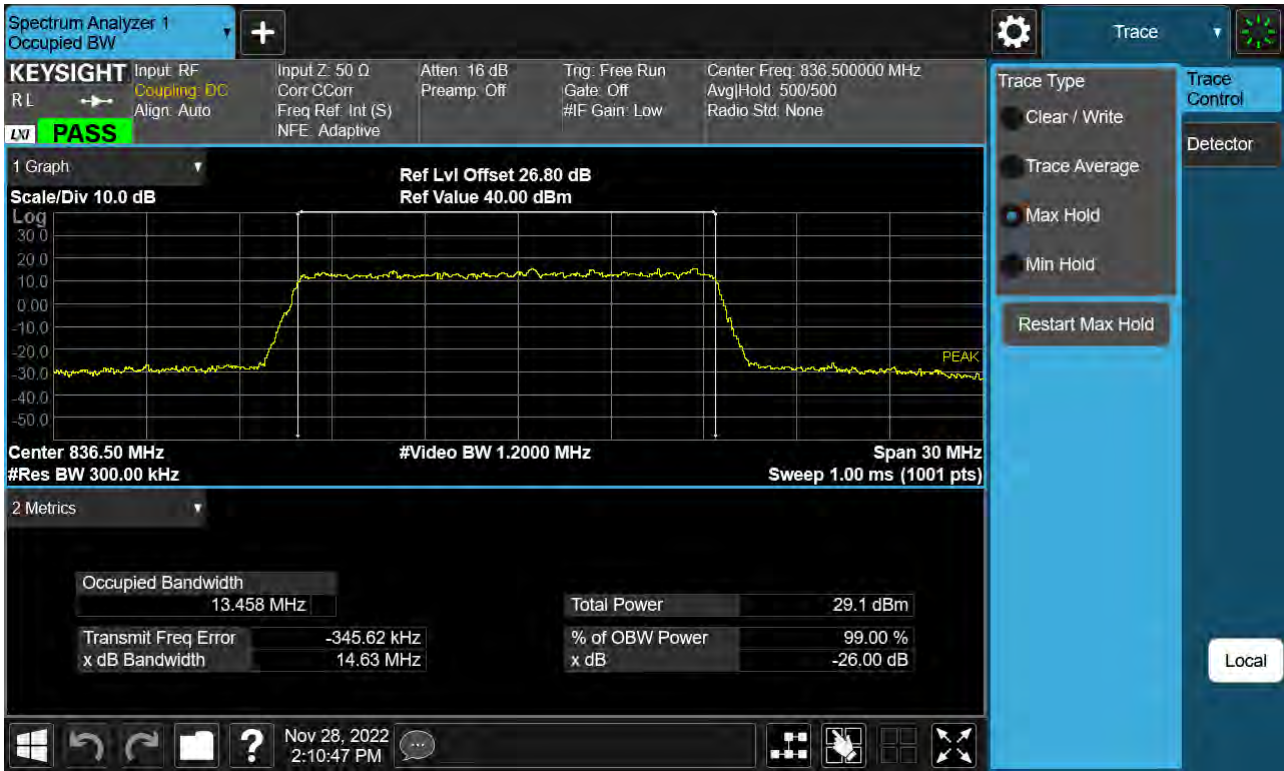 Spectrum Analyzer 1
Occupied BW
+
Trace
KEYSIGHT
RL
LXI
PASS
Input: RF
Coupling: DC
Align: Auto
Input Z: 50 Ω
Corr CCorr
Freq Ref: Int (S)
NFE: Adaptive
Atten: 16 dB
Preamp: Off
Trig: Free Run
Gate: Off
#IF Gain: Low
Center Freq: 836.500000 MHz
Avg|Hold: 500/500
Radio Std: None
Trace Type
Clear / Write
Trace Average
Max Hold
Min Hold
Restart Max Hold
Trace
Control
Detector
Local
1 Graph
Scale/Div 10.0 dB
Ref Lvl Offset 26.80 dB
Ref Value 40.00 dBm
Log
30.0
20.0
10.0
0.00
-10.0
-20.0
-30.0
-40.0
-50.0
PEAK
Center 836.50 MHz
#Res BW 300.00 kHz
#Video BW 1.2000 MHz
Span 30 MHz
Sweep 1.00 ms (1001 pts)
2 Metrics
Occupied Bandwidth
13.458 MHz
Transmit Freq Error -345.62 kHz
x dB Bandwidth 14.63 MHz
Total Power 29.1 dBm
% of OBW Power 99.00 %
x dB -26.00 dB
?
Nov 28, 2022
2:10:47 PM